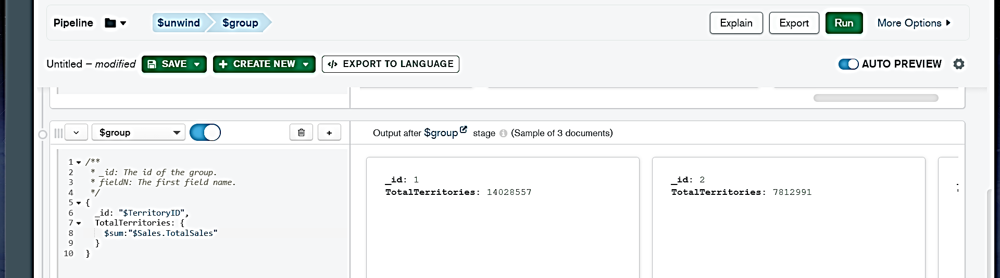 Pipeline $unwind $group Explain Export Run More Options
Untitled – modified SAVE + CREATE NEW </> EXPORT TO LANGUAGE AUTO PREVIEW
$group + Output after $group stage (Sample of 3 documents)
1 /**
2  * _id: The id of the group.
3  * fieldN: The first field name.
4  */
5 {
6   _id: "$TerritoryID",
7   TotalTerritories: {
8     $sum:"$Sales.TotalSales"
9   }
10 }
_id: 1
TotalTerritories: 14028557
_id: 2
TotalTerritories: 7812991